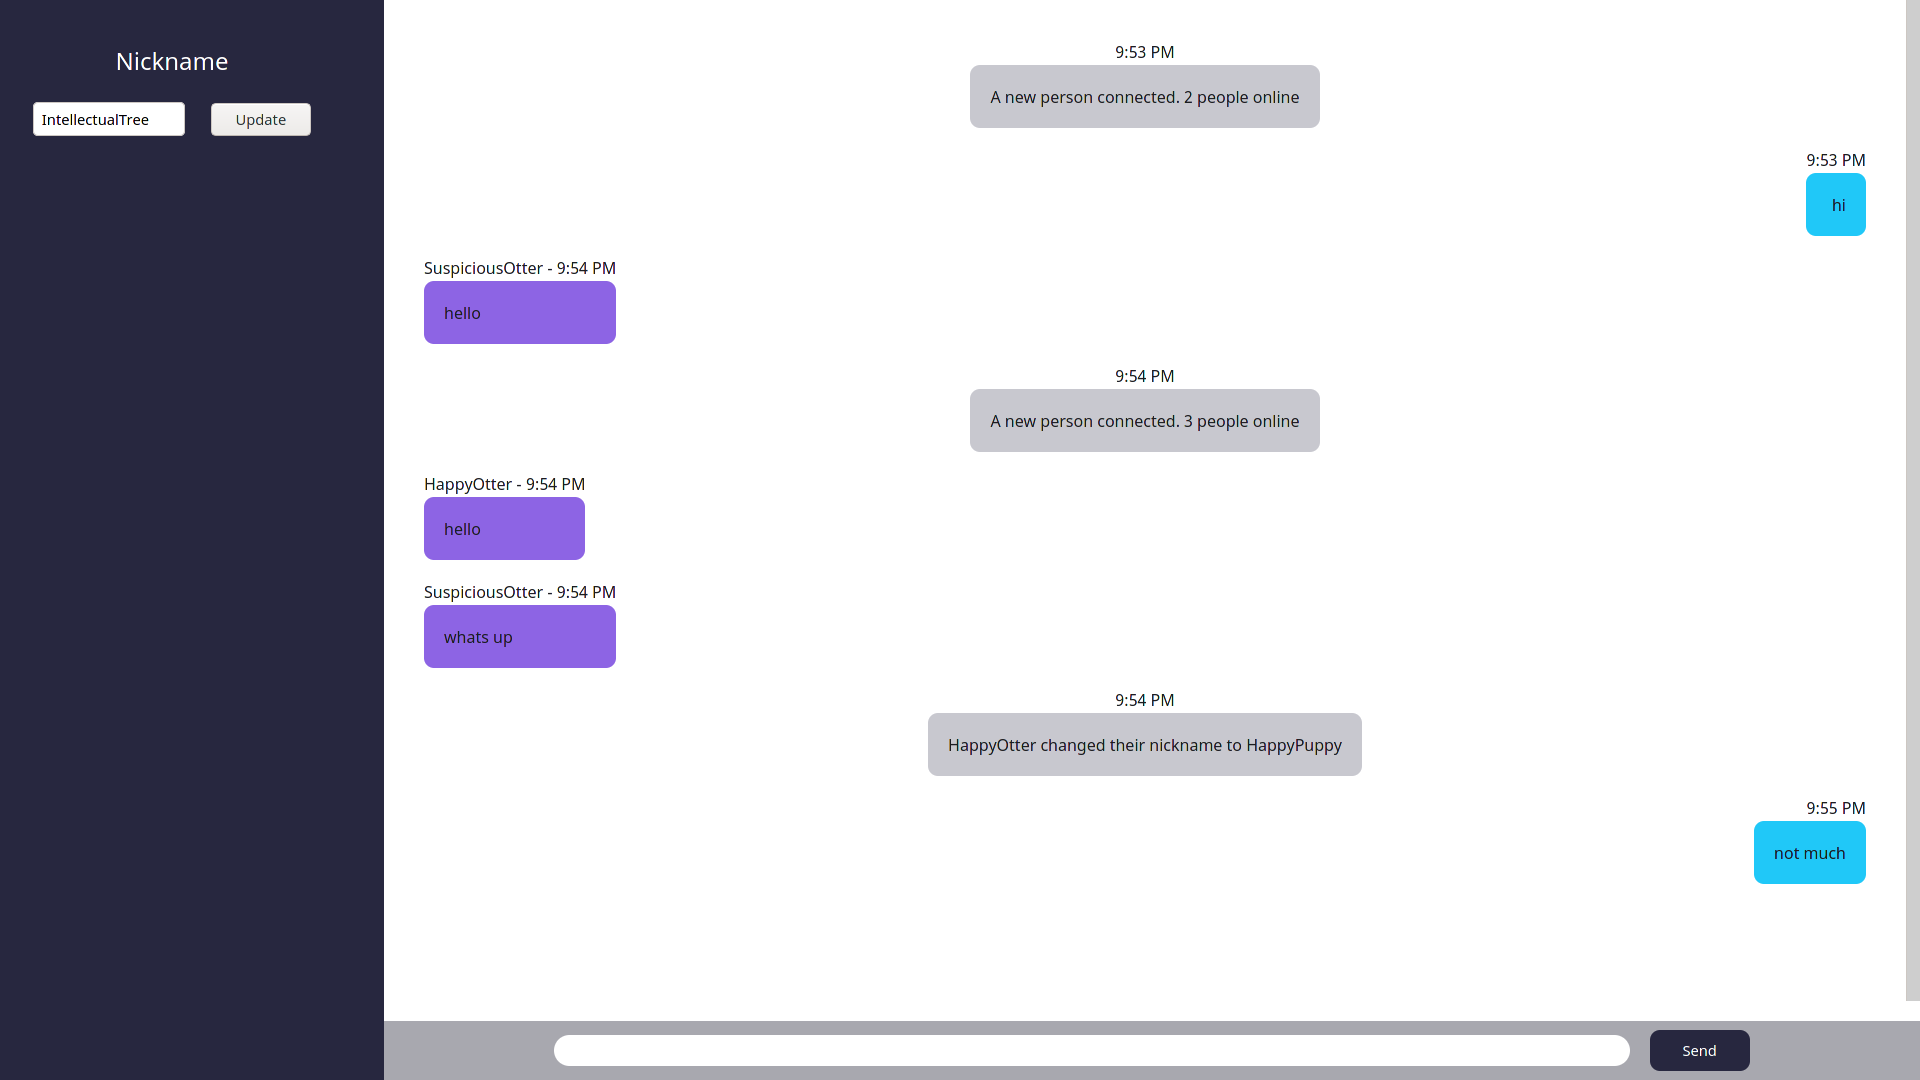 Nickname
IntellectualTree
Update
9:53 PM
A new person connected. 2 people online
9:53 PM
hi
SuspiciousOtter - 9:54 PM
hello
9:54 PM
A new person connected. 3 people online
HappyOtter - 9:54 PM
hello
SuspiciousOtter - 9:54 PM
whats up
9:54 PM
HappyOtter changed their nickname to HappyPuppy
9:55 PM
not much
Send